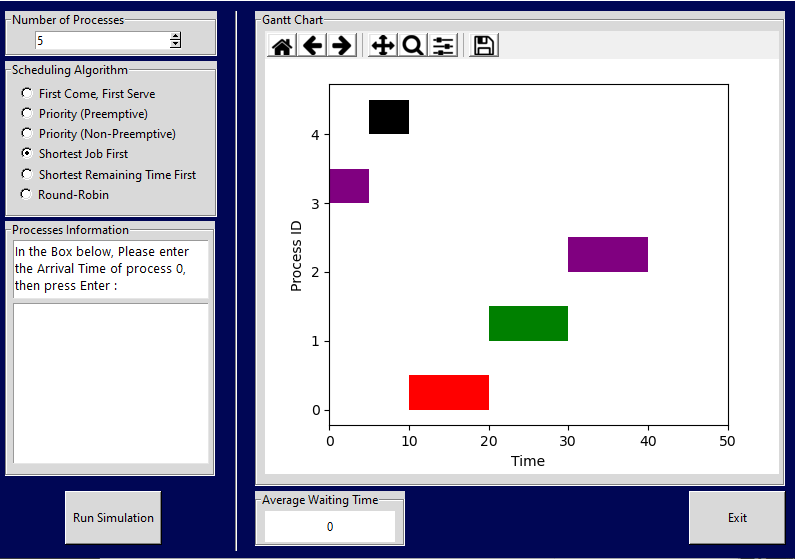 Number of Processes
5
Scheduling Algorithm
First Come, First Serve
Priority (Preemptive)
Priority (Non-Preemptive)
Shortest Job First
Shortest Remaining Time First
Round-Robin
Processes Information
In the Box below, Please enter
the Arrival Time of process 0,
then press Enter :
Run Simulation
Gantt Chart
Process ID
4
3
2
1
0
0 10 20 30 40 50
Time
Average Waiting Time
0
Exit